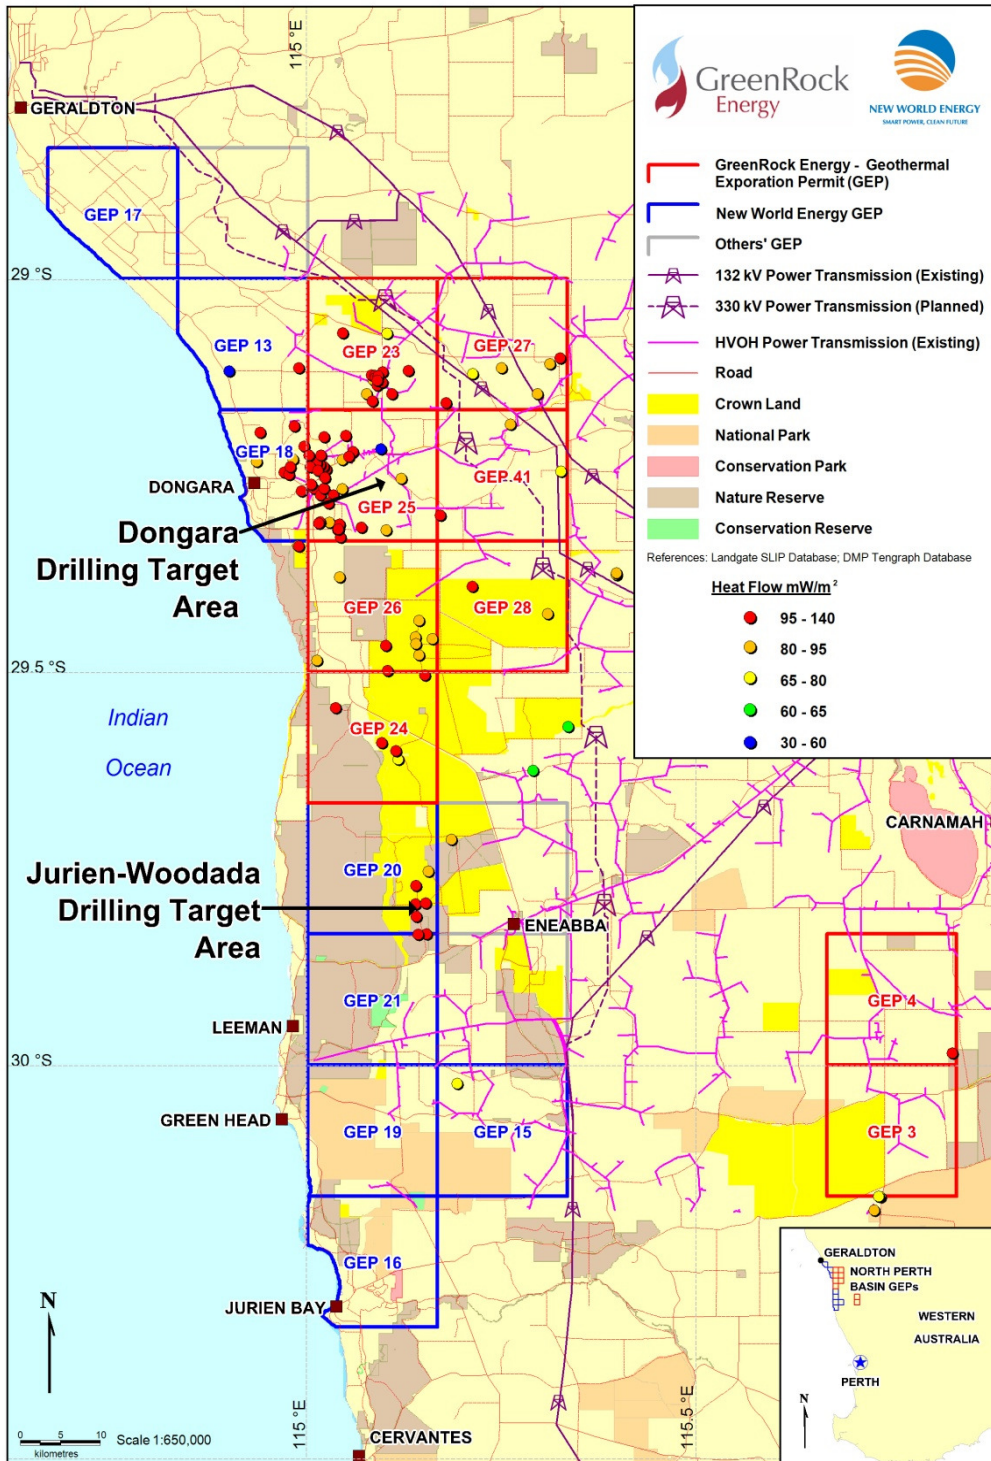 115 °E
GreenRock
Energy
NEW WORLD ENERGY
SMART POWER, CLEAN FUTURE
GreenRock Energy - Geothermal
Exporation Permit (GEP)
New World Energy GEP
Others' GEP
132 kV Power Transmission (Existing)
330 kV Power Transmission (Planned)
HVOH Power Transmission (Existing)
Road
Crown Land
National Park
Conservation Park
Nature Reserve
Conservation Reserve
References: Landgate SLIP Database; DMP Tengraph Database
Heat Flow mW/m²
95 - 140
80 - 95
65 - 80
60 - 65
30 - 60
GERALDTON
GEP 17
29 °S
GEP 13
GEP 23
GEP 27
GEP 18
GEP 41
DONGARA
GEP 25
Dongara
Drilling Target
Area
GEP 26
GEP 28
29.5 °S
Indian
Ocean
GEP 24
CARNAMAH
GEP 20
Jurien-Woodada
Drilling Target
Area
ENEABBA
GEP 21
GEP 4
LEEMAN
30 °S
GREEN HEAD
GEP 19
GEP 15
GEP 3
GEP 16
JURIEN BAY
N
115 °E
115.5 °E
0 5 10
kilometres
Scale 1:650,000
CERVANTES
GERALDTON
NORTH PERTH
BASIN GEPs
WESTERN
AUSTRALIA
PERTH
N